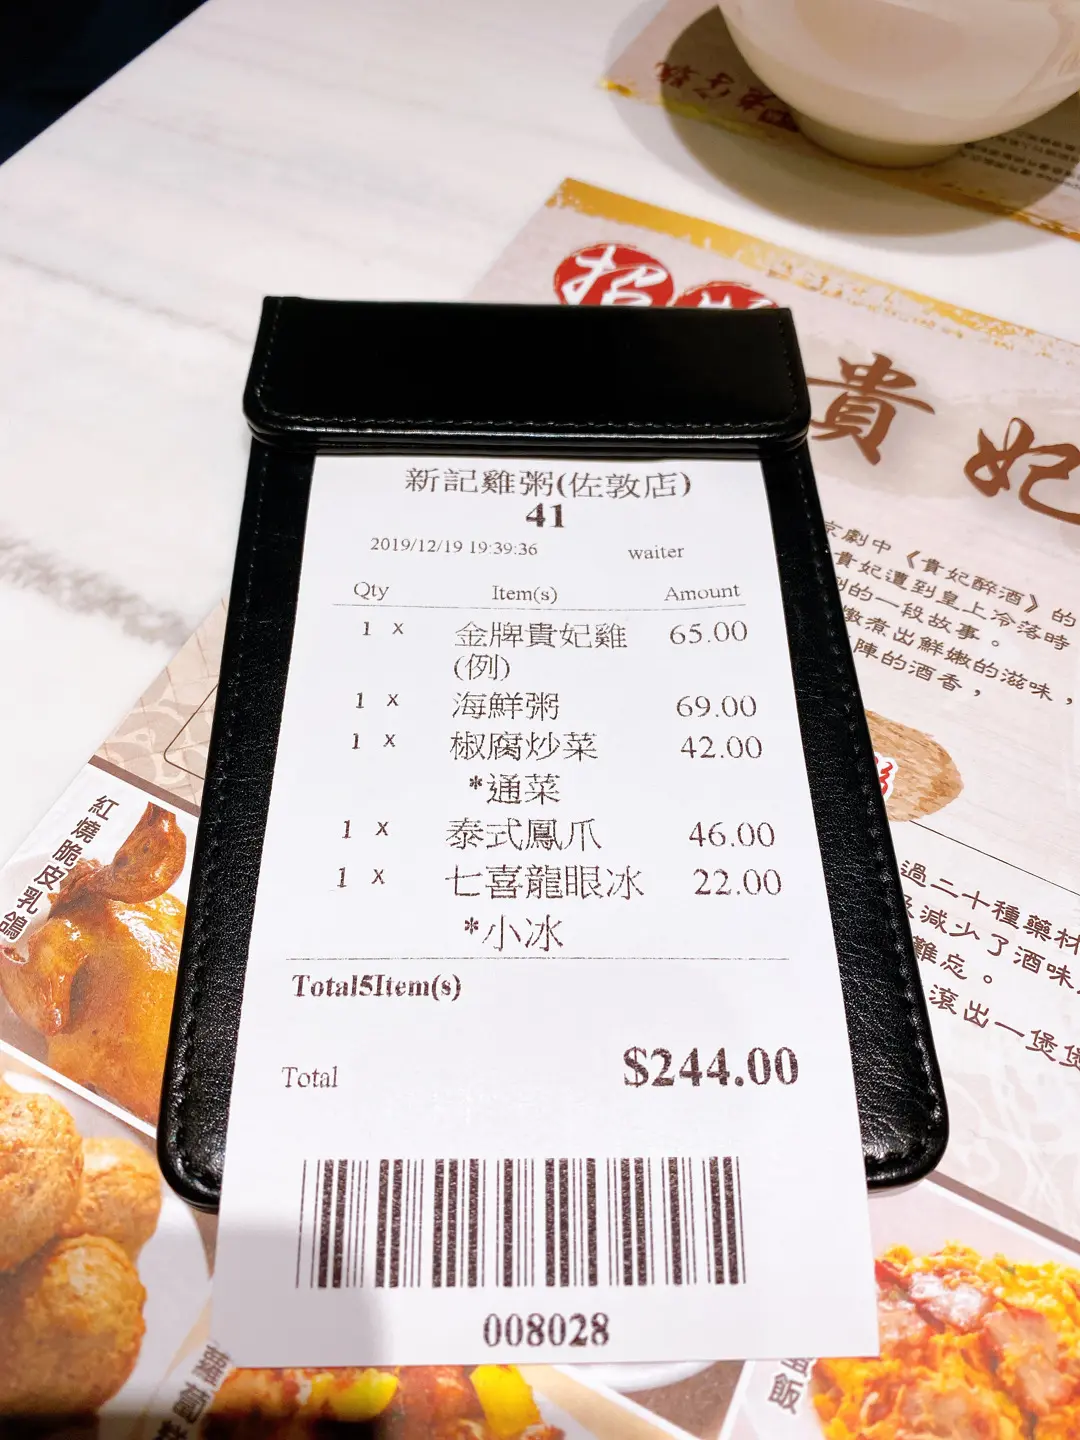 招
貴妃
京劇中《貴妃醉酒》的
貴妃遭到皇上冷落時
的一段故事。
煮出鮮嫩的滋味，
陣的酒香，
新記雞粥(佐敦店)
41
2019/12/19 19:39:36 waiter
Qty Item(s) Amount
1 x 金牌貴妃雞 65.00
(例)
1 x 海鮮粥 69.00
1 x 椒腐炒菜 42.00
*通菜
1 x 泰式鳳爪 46.00
1 x 七喜龍眼冰 22.00
*小冰
Total5Item(s)
Total $244.00
008028
紅燒脆皮乳鴿
過二十種藥材
減少了酒味
難忘。
滾出一煲煲
蘿蔔
飯